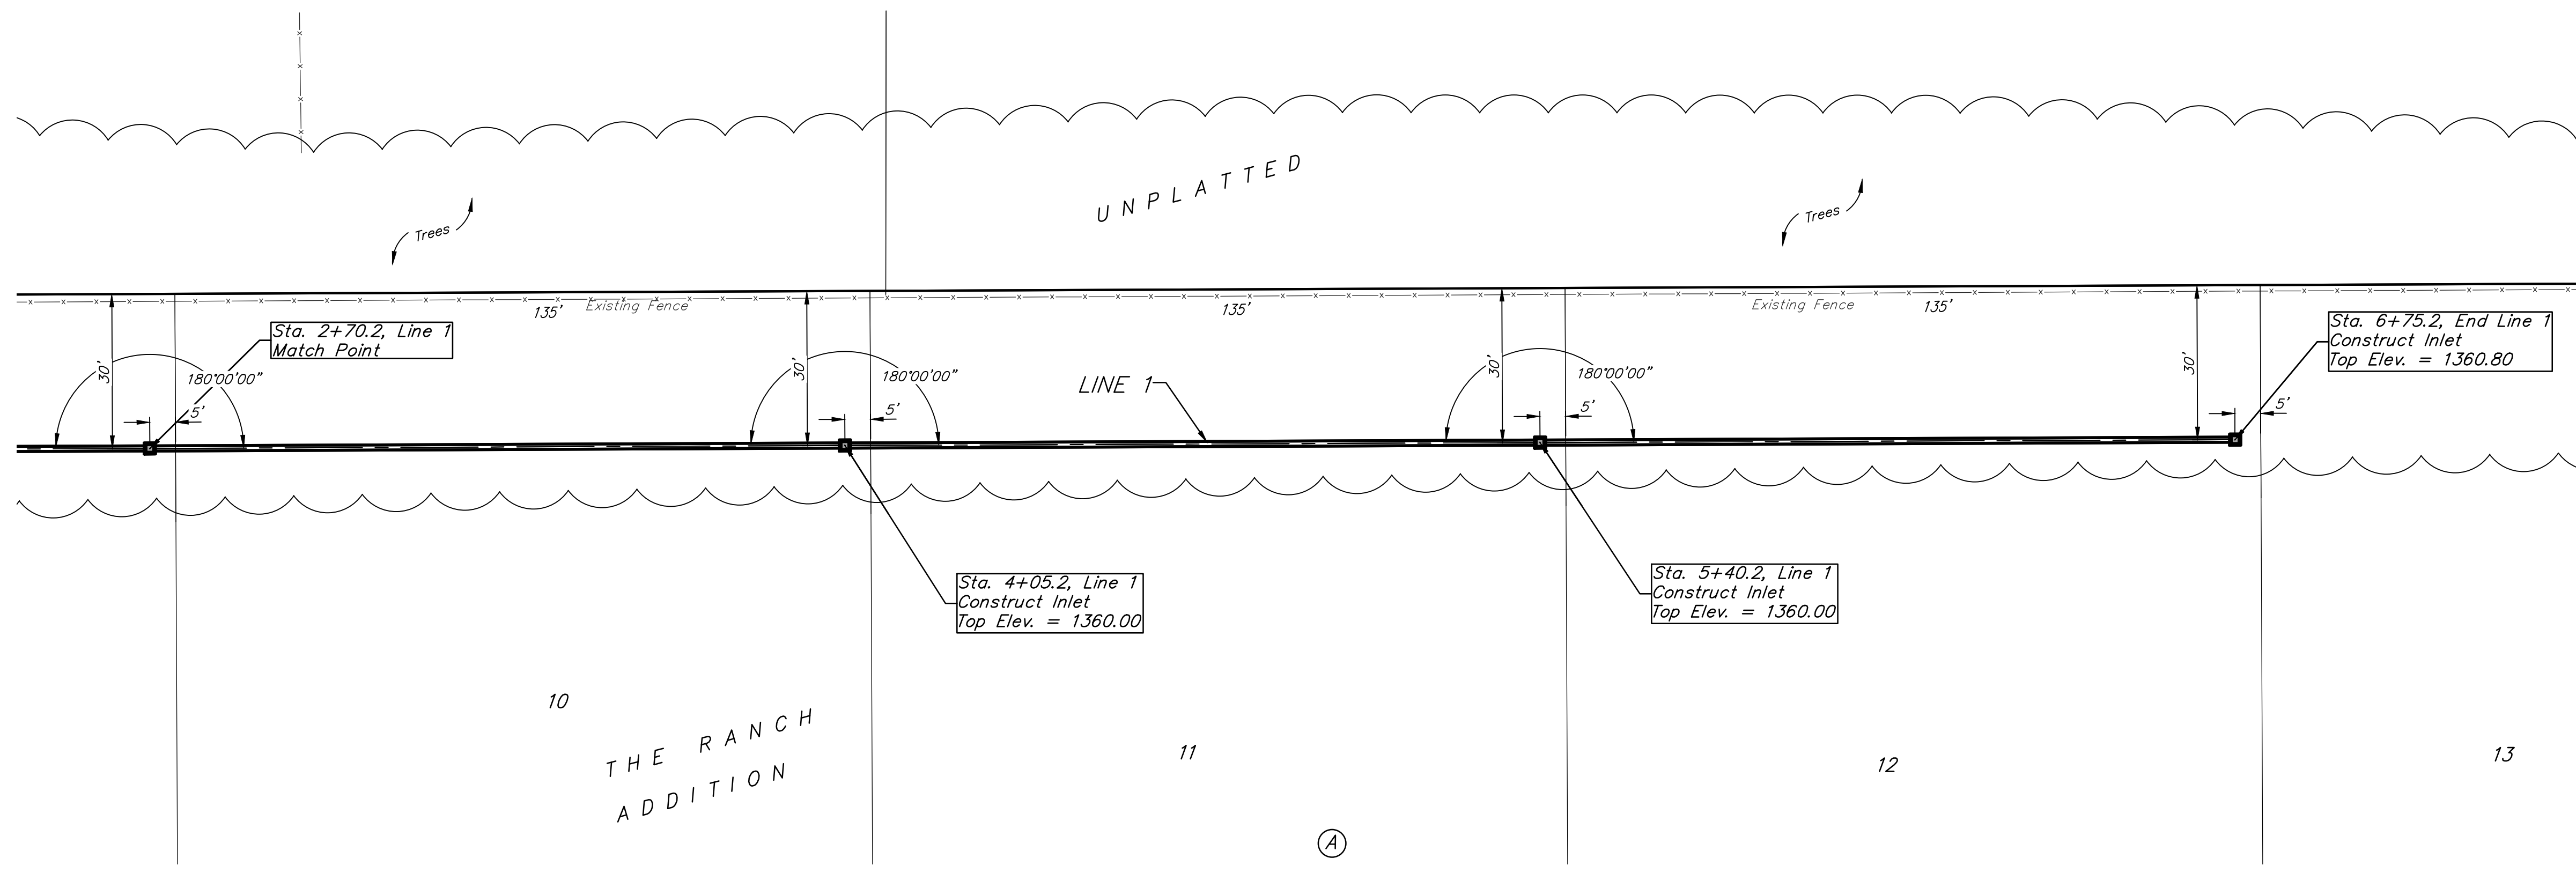 UNPLATTED
Trees
Trees
135'
Existing Fence
135'
Existing Fence
135'
Sta. 2+70.2, Line 1
Match Point
30'
180°00'00"
5'
30'
180°00'00"
5'
LINE 1
30'
180°00'00"
5'
30'
5'
Sta. 6+75.2, End Line 1
Construct Inlet
Top Elev. = 1360.80
Sta. 4+05.2, Line 1
Construct Inlet
Top Elev. = 1360.00
Sta. 5+40.2, Line 1
Construct Inlet
Top Elev. = 1360.00
10
THE RANCH
ADDITION
11
12
13
A